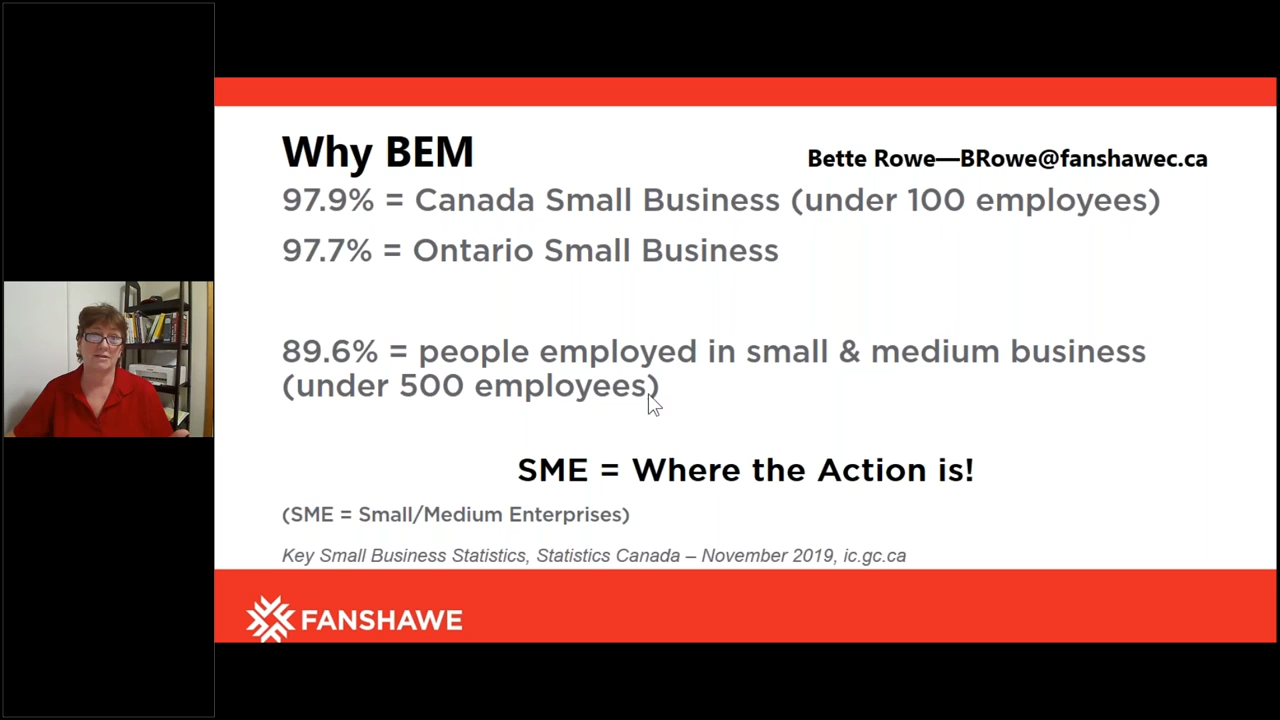 Why BEM
Bette Rowe—BRowe@fanshawec.ca
97.9% = Canada Small Business (under 100 employees)
97.7% = Ontario Small Business
89.6% = people employed in small & medium business
(under 500 employees)
SME = Where the Action is!
(SME = Small/Medium Enterprises)
Key Small Business Statistics, Statistics Canada – November 2019, ic.gc.ca
FANSHAWE